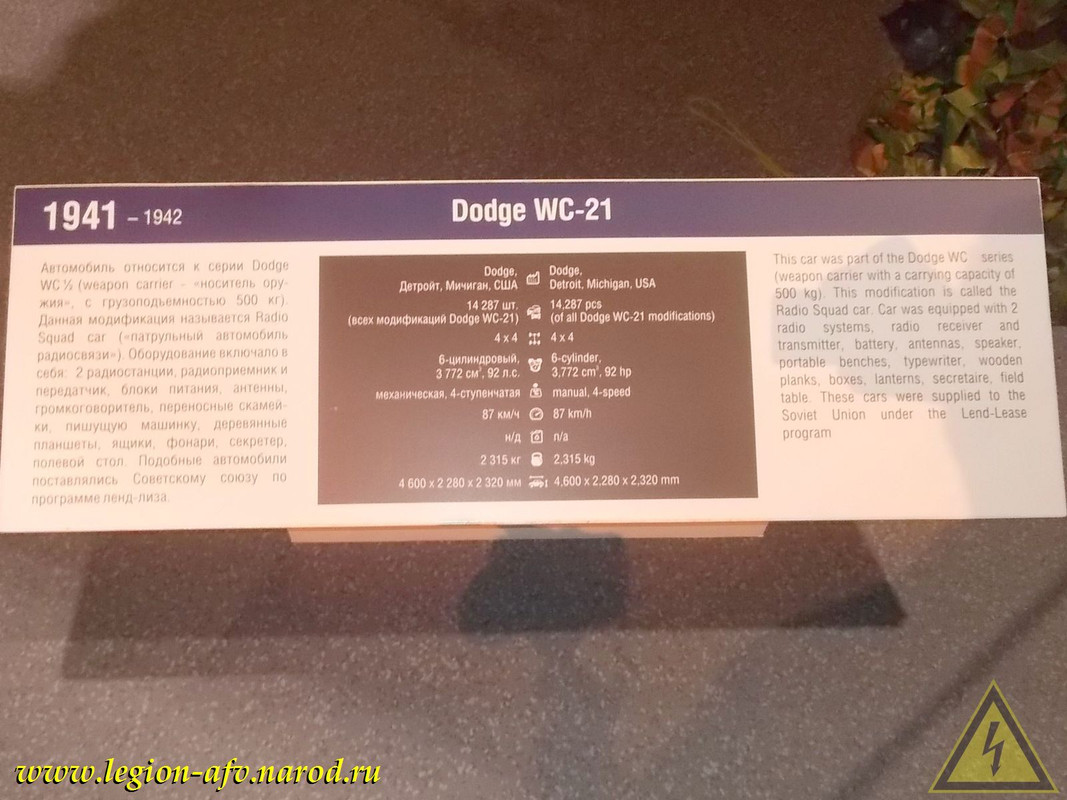 1941 – 1942
Dodge WC-21
Автомобиль относится к серии Dodge
WC ½ (weapon carrier - «носитель ору-
жия», с грузоподъемностью 500 кг).
Данная модификация называется Radio
Squad car («патрульный автомобиль
радиосвязи»). Оборудование включало в
себя: 2 радиостанции, радиоприемник и
передатчик, блоки питания, антенны,
громкоговоритель, переносные скамей-
ки, пишущую машинку, деревянные
планшеты, ящики, фонари, секретер,
полевой стол. Подобные автомобили
поставлялись Советскому союзу по
программе ленд-лиза.
Dodge,
Детройт, Мичиган, США
14 287 шт.
(всех модификаций Dodge WC-21)
4 x 4
6-цилиндровый,
3 772 см³, 92 л.с.
механическая, 4-ступенчатая
87 км/ч
н/д
2 315 кг
4 600 x 2 280 x 2 320 мм
Dodge,
Detroit, Michigan, USA
14,287 pcs
(of all Dodge WC-21 modifications)
4 x 4
6-cylinder,
3,772 cm³, 92 hp
manual, 4-speed
87 km/h
n/a
2,315 kg
4,600 x 2.280 x 2,320 mm
This car was part of the Dodge WC series
(weapon carrier with a carrying capacity of
500 kg). This modification is called the
Radio Squad car. Car was equipped with 2
radio systems, radio receiver and
transmitter, battery, antennas, speaker,
portable benches, typewriter, wooden
planks, boxes, lanterns, secretaire, field
table. These cars were supplied to the
Soviet Union under the Lend-Lease
program
www.legion-afv.narod.ru